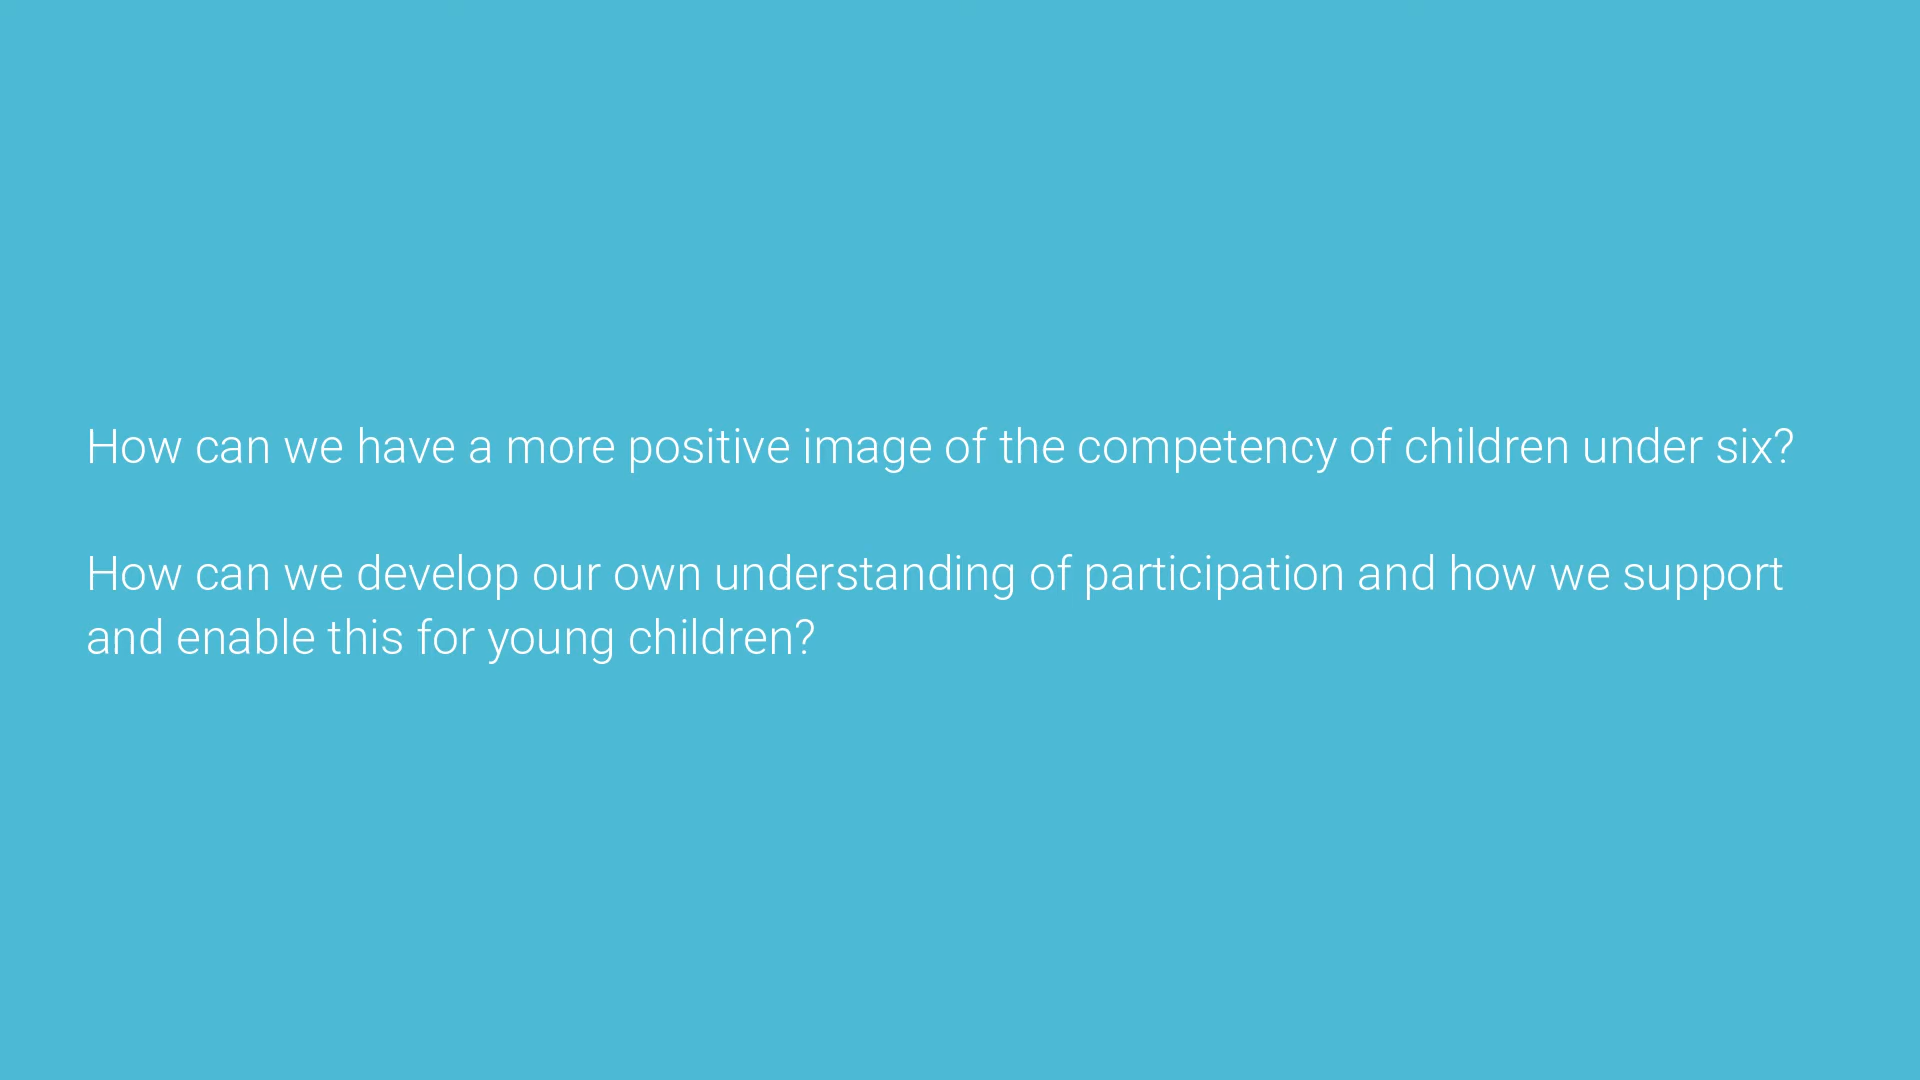 How can we have a more positive image of the competency of children under six?
How can we develop our own understanding of participation and how we support
and enable this for young children?